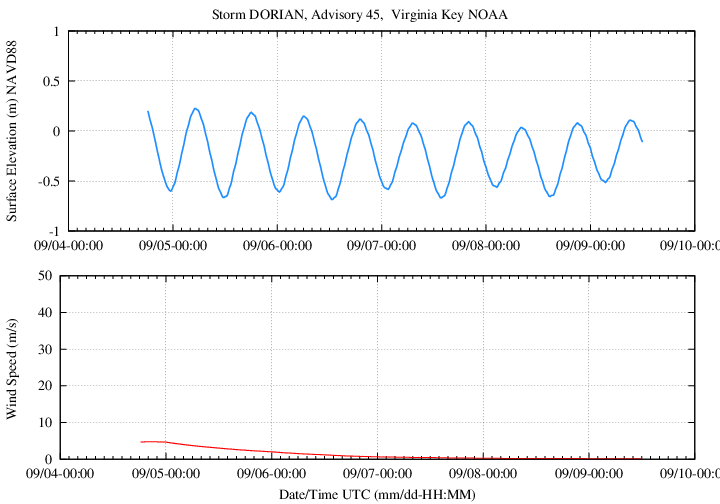 Storm DORIAN, Advisory 45,  Virginia Key NOAA
Surface Elevation (m) NAVD88
1
0.5
0
-0.5
-1
09/04-00:00 09/05-00:00 09/06-00:00 09/07-00:00 09/08-00:00 09/09-00:00 09/10-0
Wind Speed (m/s)
50
40
30
20
10
0
09/04-00:00 09/05-00:00 09/06-00:00 09/07-00:00 09/08-00:00 09/09-00:00 09/10-0
Date/Time UTC (mm/dd-HH:MM)